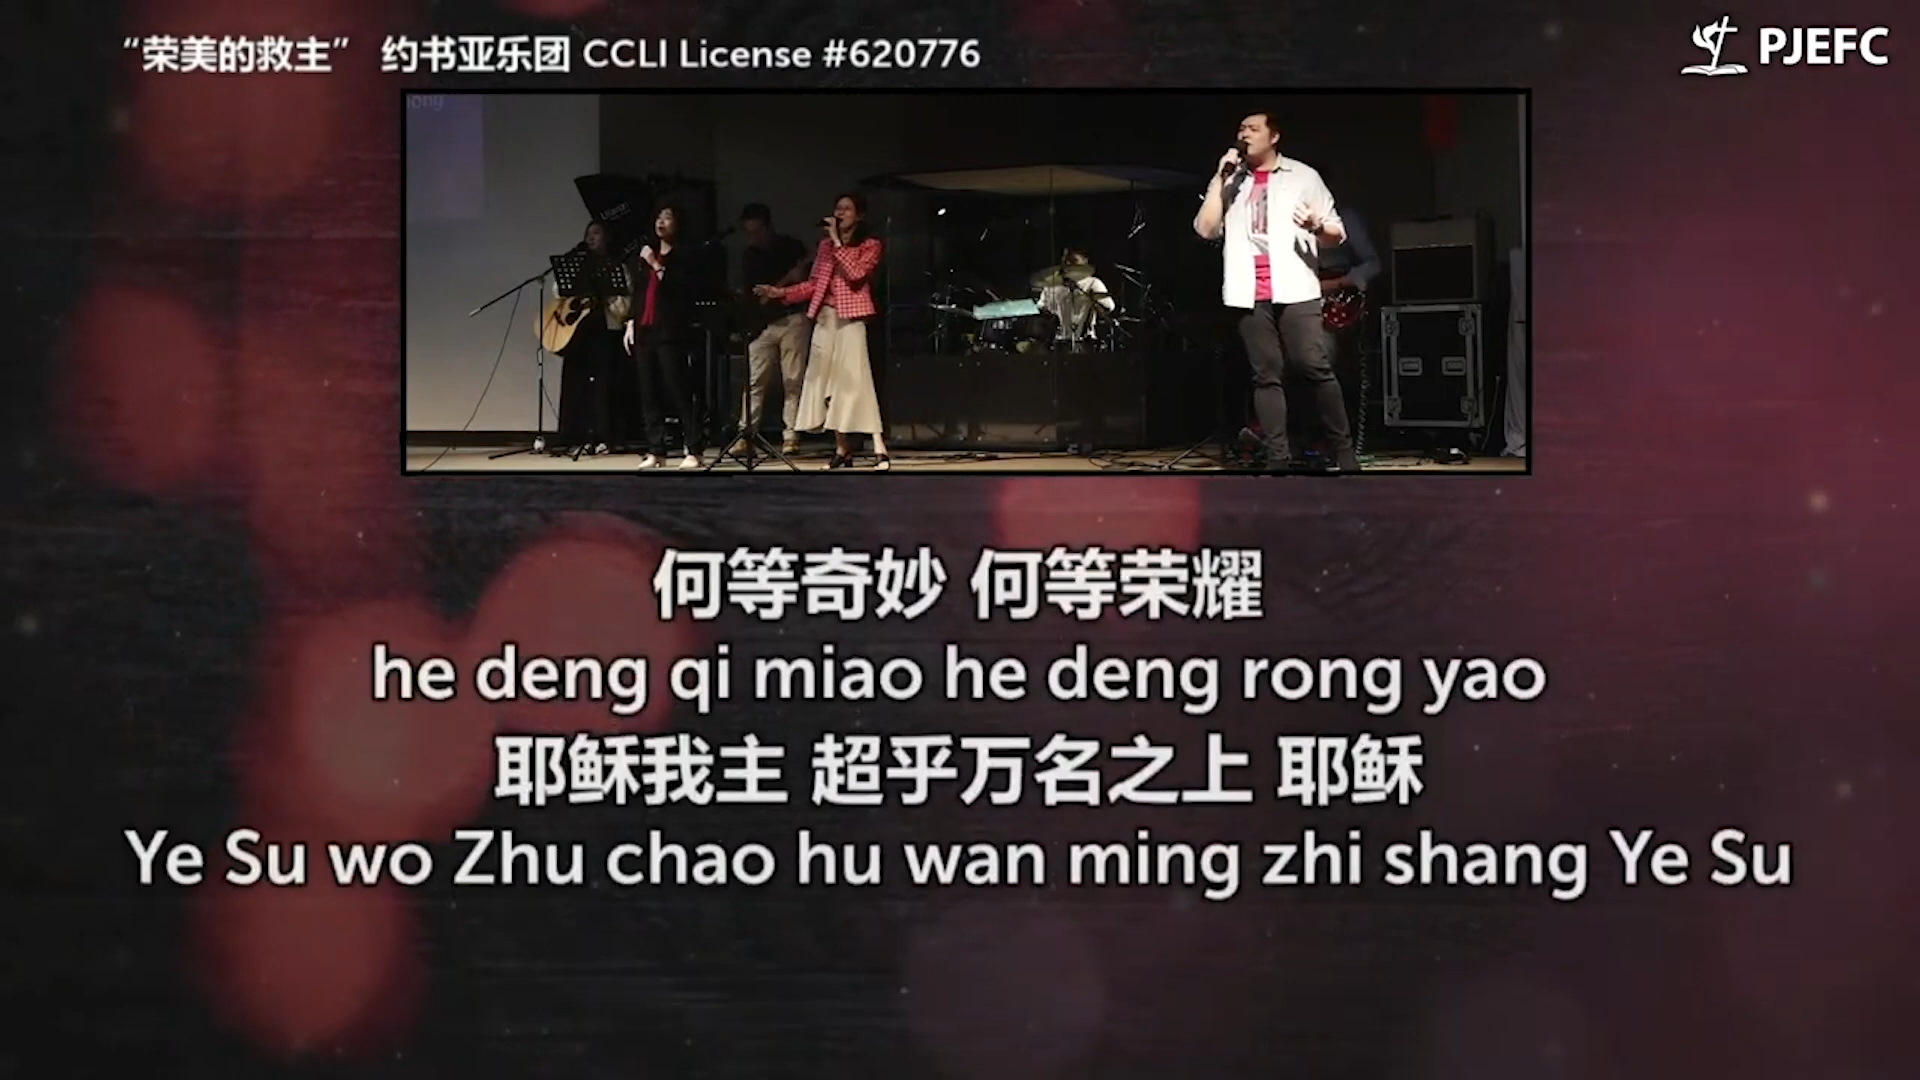 “荣美的救主” 约书亚乐团 CCLI License #620776
PJEFC
何等奇妙 何等荣耀
he deng qi miao he deng rong yao
耶稣我主 超乎万名之上 耶稣
Ye Su wo Zhu chao hu wan ming zhi shang Ye Su